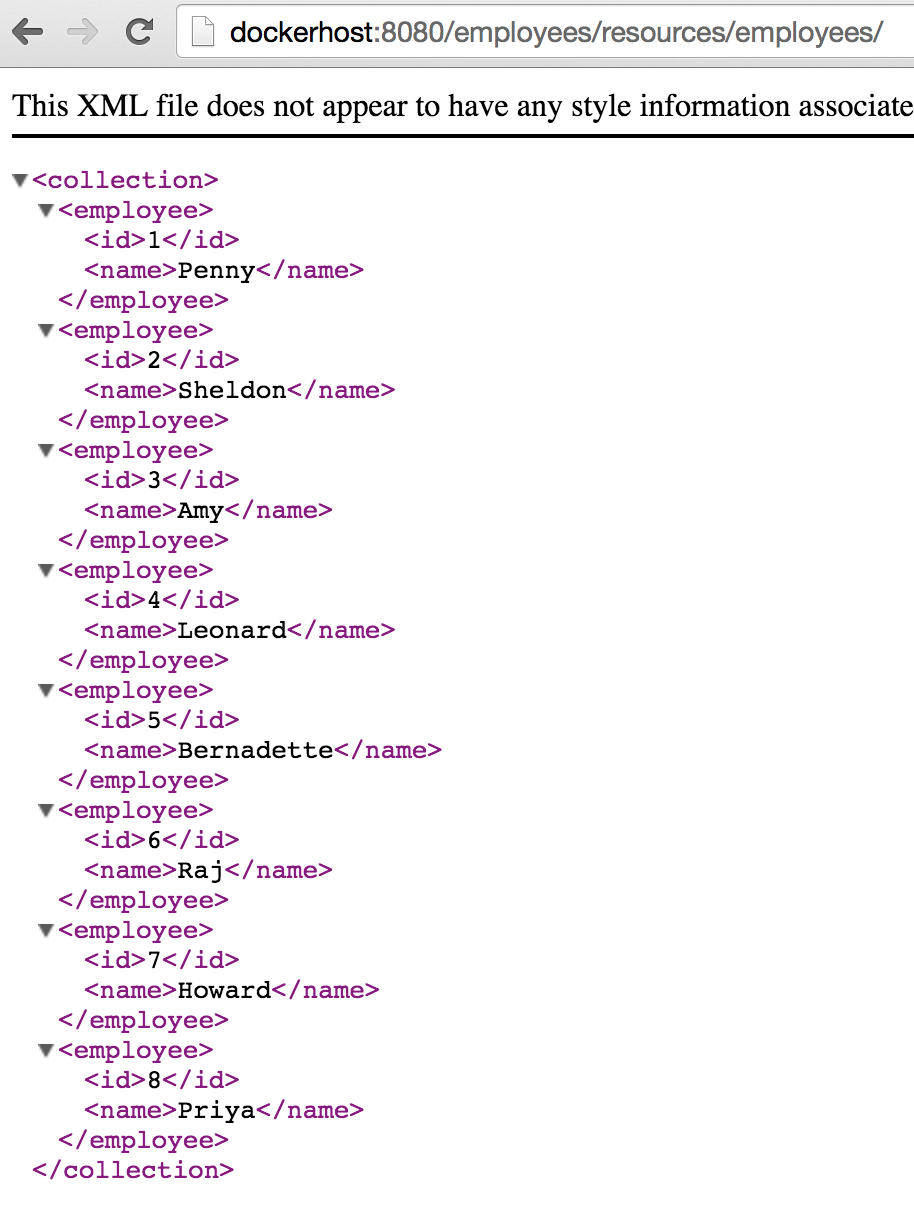 dockerhost:8080/employees/resources/employees/
This XML file does not appear to have any style information associate
<collection>
<employee>
<id>1</id>
<name>Penny</name>
</employee>
<employee>
<id>2</id>
<name>Sheldon</name>
</employee>
<employee>
<id>3</id>
<name>Amy</name>
</employee>
<employee>
<id>4</id>
<name>Leonard</name>
</employee>
<employee>
<id>5</id>
<name>Bernadette</name>
</employee>
<employee>
<id>6</id>
<name>Raj</name>
</employee>
<employee>
<id>7</id>
<name>Howard</name>
</employee>
<employee>
<id>8</id>
<name>Priya</name>
</employee>
</collection>